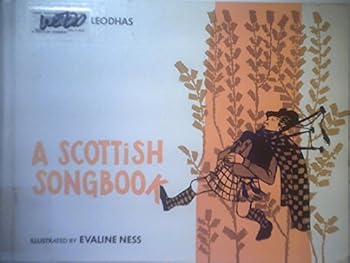 LEODHAS
A SCOTTISH
SONGBOOK
ILLUSTRATED BY EVALINE NESS